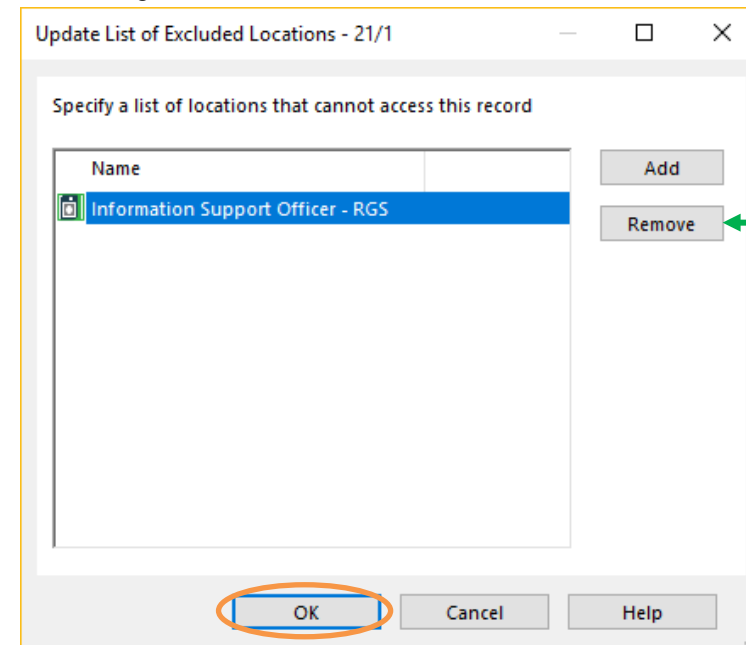 Update List of Excluded Locations - 21/1
Specify a list of locations that cannot access this record
Name
Add
Information Support Officer - RGS
Remove
OK
Cancel
Help